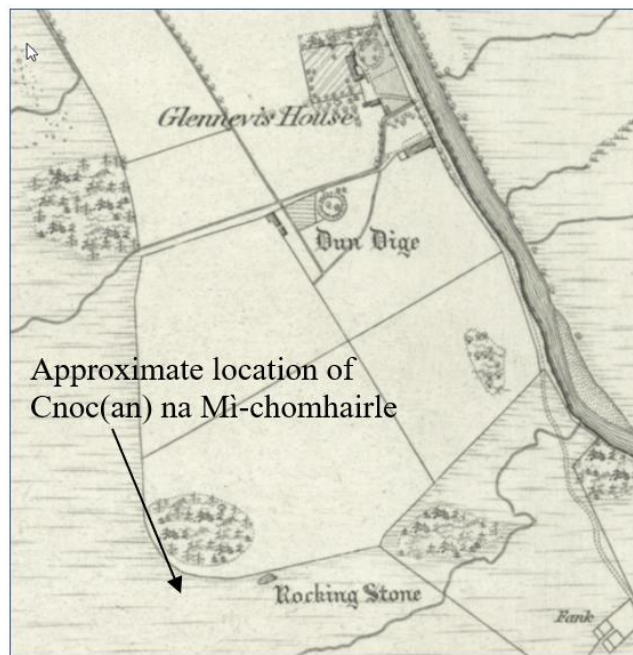 Glennevis House
Dun Dige
Approximate location of
Cnoc(an) na Mì-chomhairle
Rocking Stone
Fank